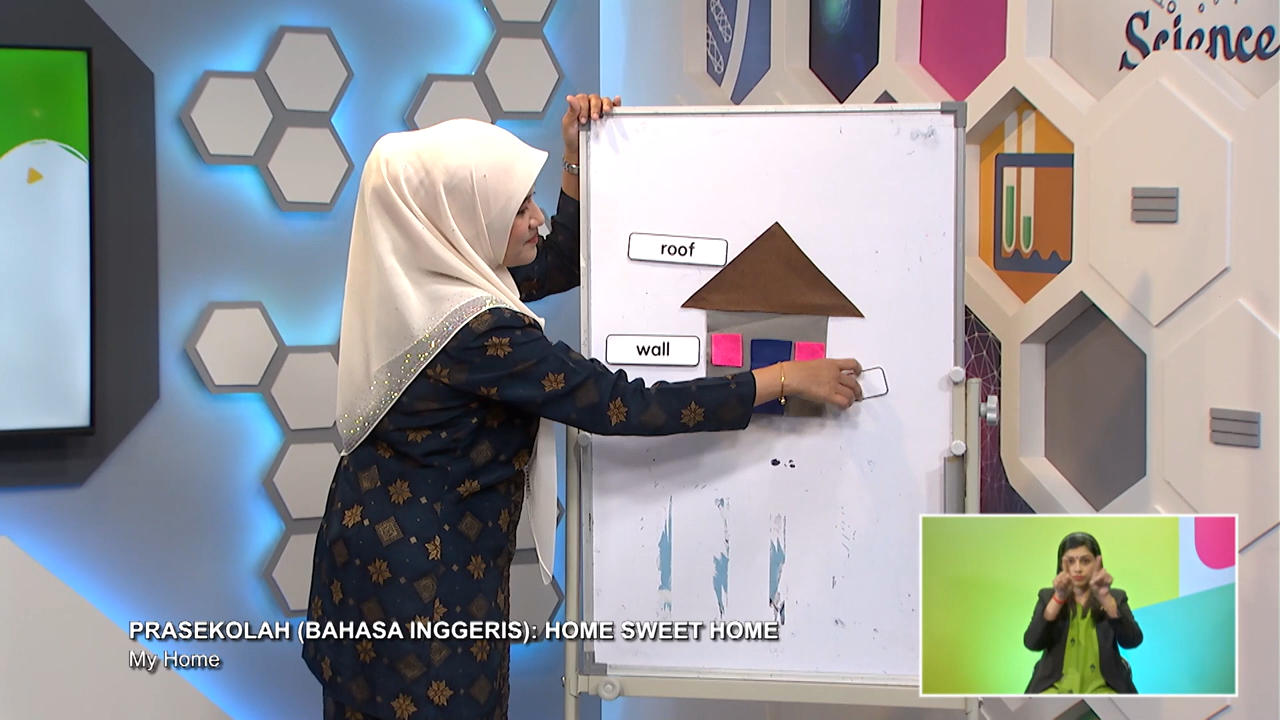 Science
roof
wall
PRASEKOLAH (BAHASA INGGERIS): HOME SWEET HOME
My Home